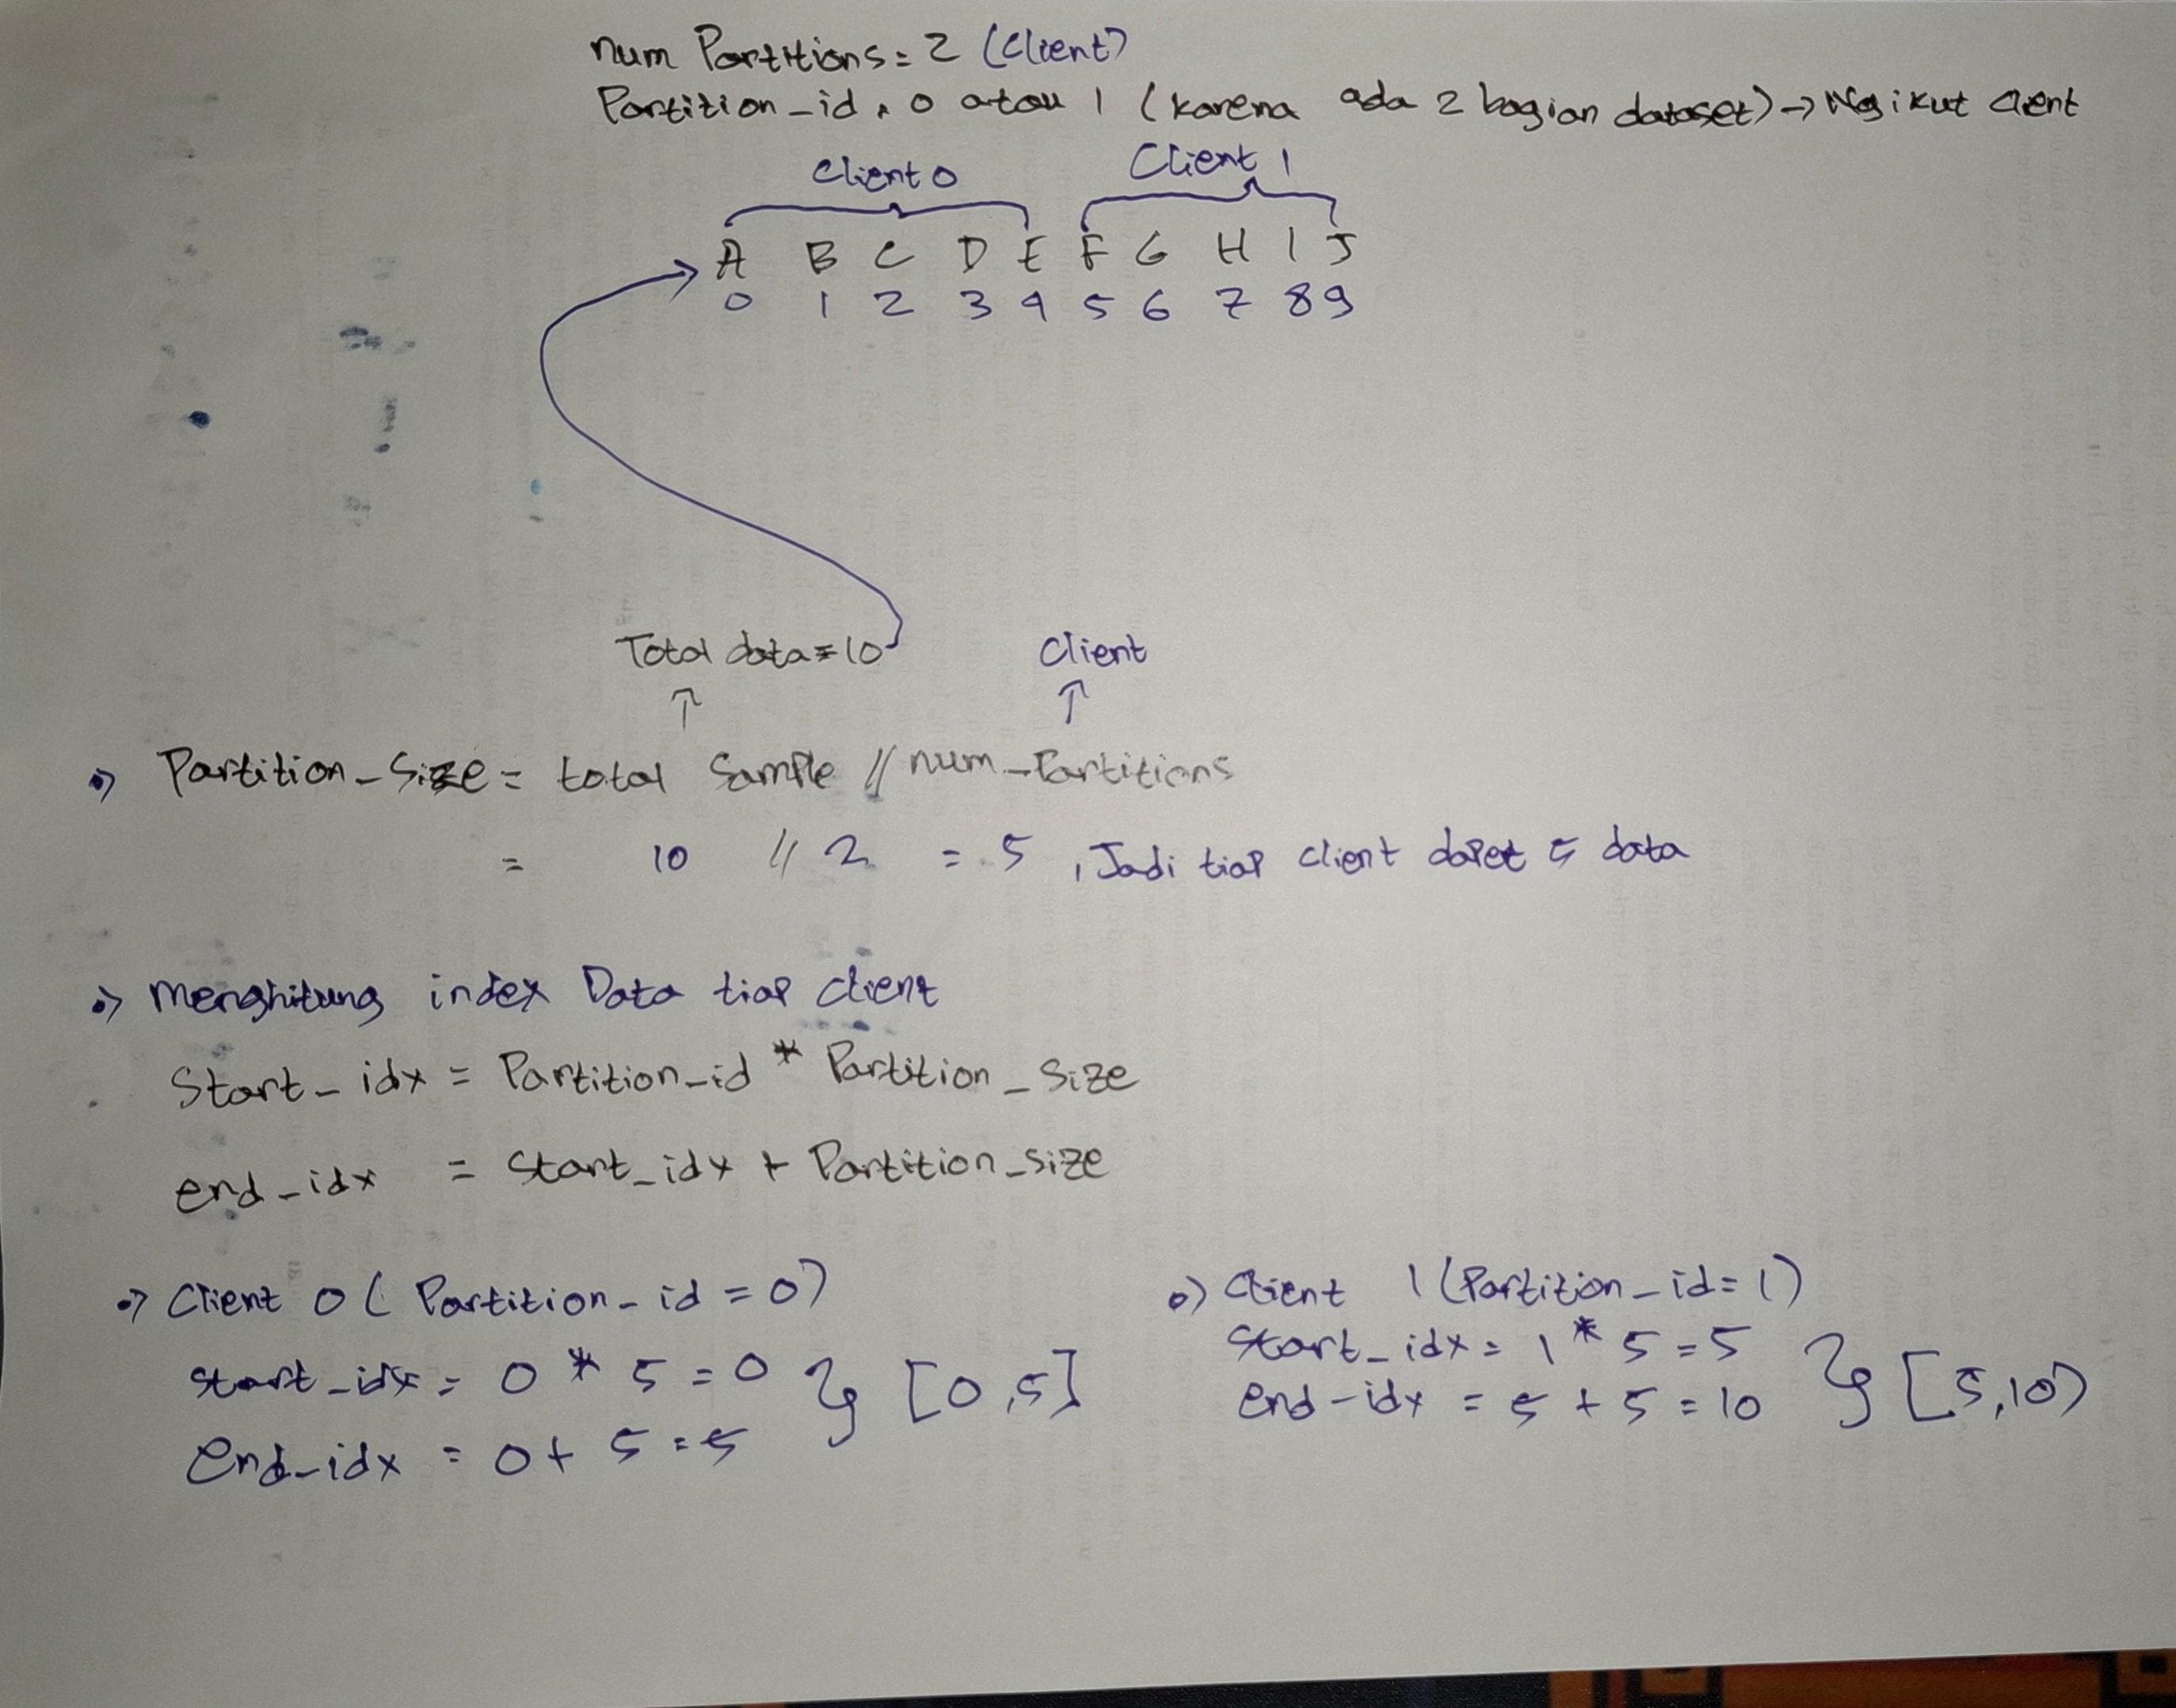 num Partitions = 2 (Client)
Partition_id = 0 atau 1 (karena ada 2 bagian dataset) → Ngikut client
Client 0 Client 1
A B C D E F G H I J
0 1 2 3 4 5 6 7 8 9
Total data = 10 Client
Partition_Size = total Sample // num_Partitions
= 10 // 2 = 5 , Jadi tiap client dapet 5 data
Menghitung index Data tiap client
Start_idx = Partition_id * Partition_Size
end_idx = Start_idx + Partition_size
Client 0 (Partition_id = 0)
start_idx = 0 * 5 = 0 } [0,5]
End_idx = 0 + 5 = 5
Client 1 (Partition_id = 1)
Start_idx = 1 * 5 = 5 } [5,10)
End_idx = 5 + 5 = 10